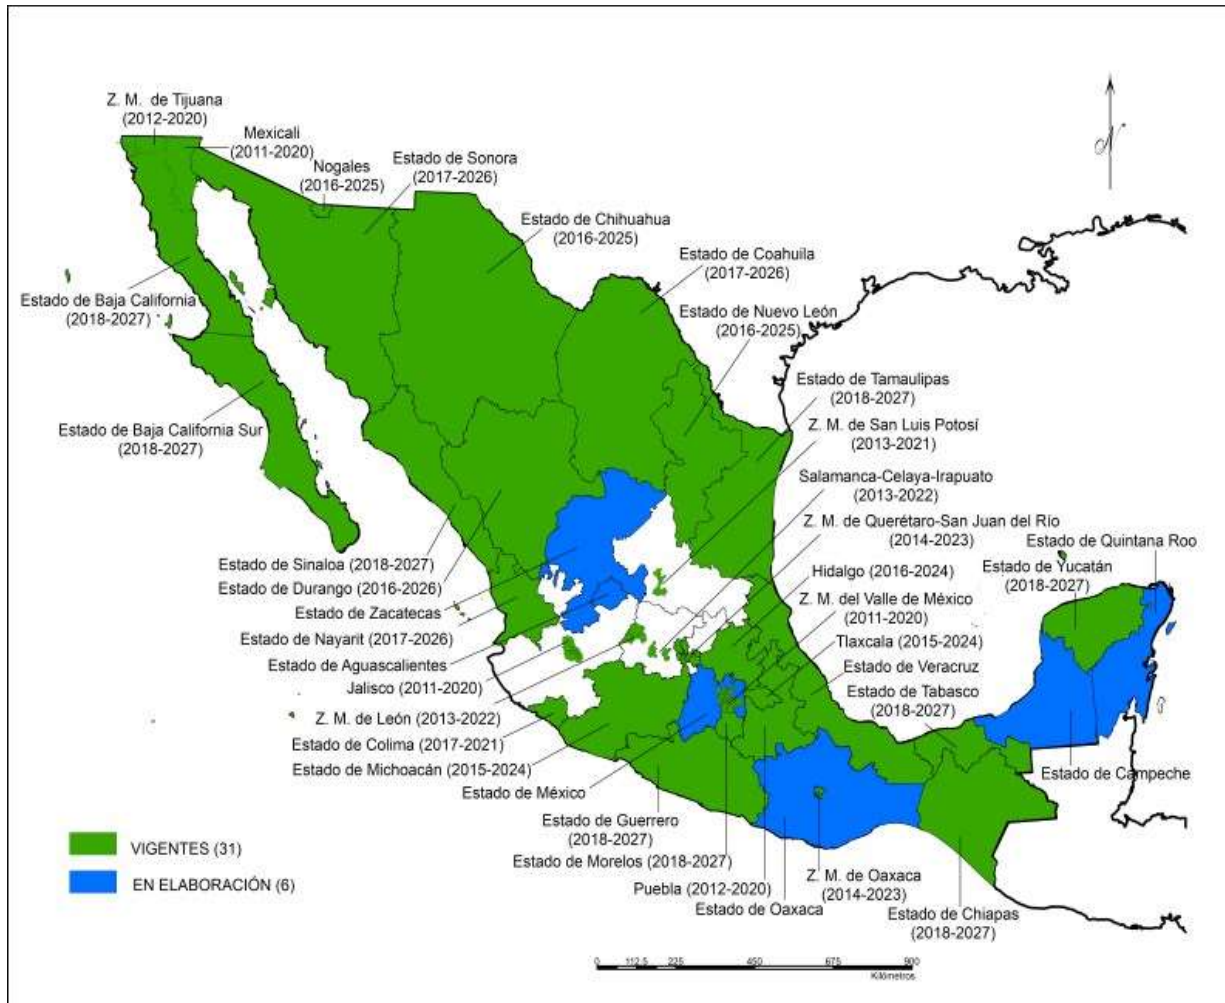 Z. M. de Tijuana
(2012-2020)
Mexicali
(2011-2020)
Nogales
(2016-2025)
Estado de Sonora
(2017-2026)
Estado de Chihuahua
(2016-2025)
Estado de Coahuila
(2017-2026)
Estado de Nuevo León
(2016-2025)
Estado de Baja California
(2018-2027)
Estado de Baja California Sur
(2018-2027)
Estado de Tamaulipas
(2018-2027)
Z. M. de San Luis Potosí
(2013-2021)
Salamanca-Celaya-Irapuato
(2013-2022)
Z. M. de Querétaro-San Juan del Río
(2014-2023)
Hidalgo (2016-2024)
Z. M. del Valle de México
(2011-2020)
Tlaxcala (2015-2024)
Estado de Veracruz
Estado de Tabasco
(2018-2027)
Estado de Quintana Roo
Estado de Yucatán
(2018-2027)
Estado de Sinaloa (2018-2027)
Estado de Durango (2016-2026)
Estado de Zacatecas
Estado de Nayarit (2017-2026)
Estado de Aguascalientes
Jalisco (2011-2020)
Z. M. de León (2013-2022)
Estado de Colima (2017-2021)
Estado de Michoacán (2015-2024)
Estado de México
Estado de Guerrero
(2018-2027)
Estado de Morelos (2018-2027)
Puebla (2012-2020)
Estado de Oaxaca
Z. M. de Oaxaca
(2014-2023)
Estado de Chiapas
(2018-2027)
Estado de Campeche
N
VIGENTES (31)
EN ELABORACIÓN (6)
0 112.5 225 450 675 900
Kilómetros